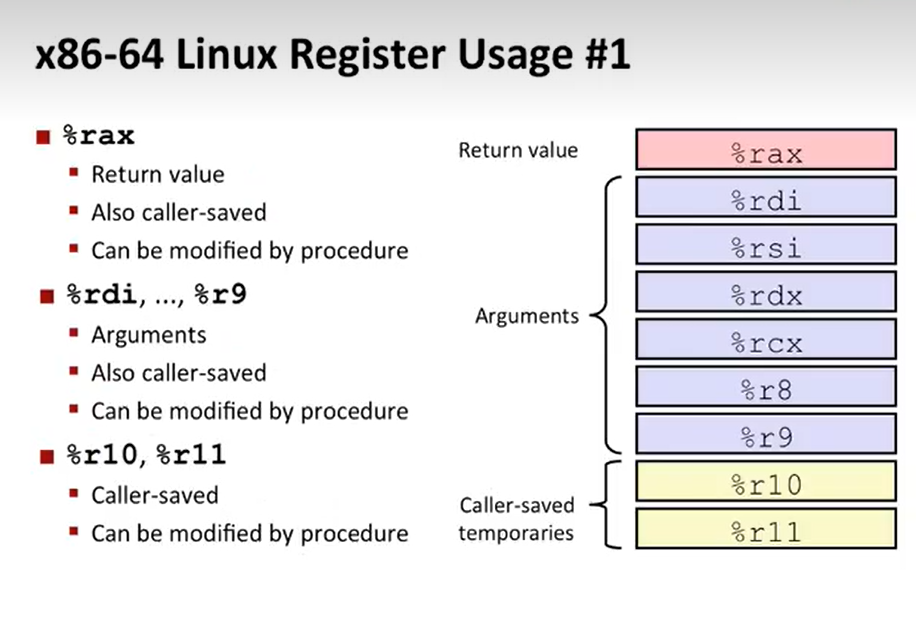 x86-64 Linux Register Usage #1
%rax
Return value
Also caller-saved
Can be modified by procedure
%rdi, ..., %r9
Arguments
Also caller-saved
Can be modified by procedure
%r10, %r11
Caller-saved
Can be modified by procedure
Return value
%rax
Arguments
%rdi
%rsi
%rdx
%rcx
%r8
%r9
Caller-saved
temporaries
%r10
%r11